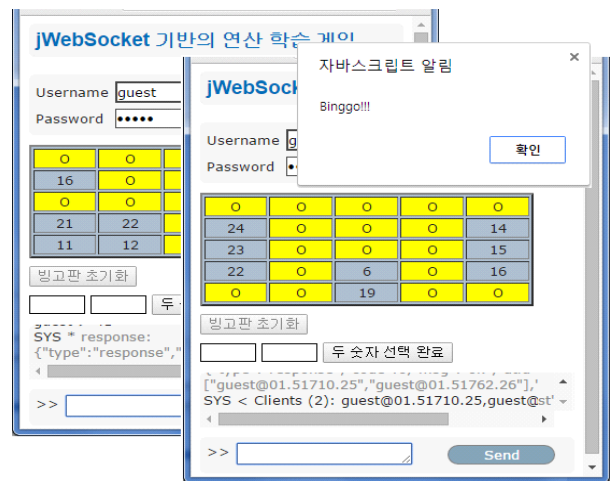 jWebSocket 기반의 연산 학습 게임
Username guest
Password •••••
O O
16 O
O O
21 22
11 12
빙고판 초기화
두
SYS * response:
{"type":"response","
>>
자바스크립트 알림
×
Binggo!!!
확인
jWebSock
Username g
Password •
O O O O O
24 O O O 14
23 O O O 15
22 O 6 O 16
O O 19 O O
빙고판 초기화
두 숫자 선택 완료
["guest@01.51710.25","guest@01.51762.26"],'
SYS < Clients (2): guest@01.51710.25,guest@st'
>>
Send